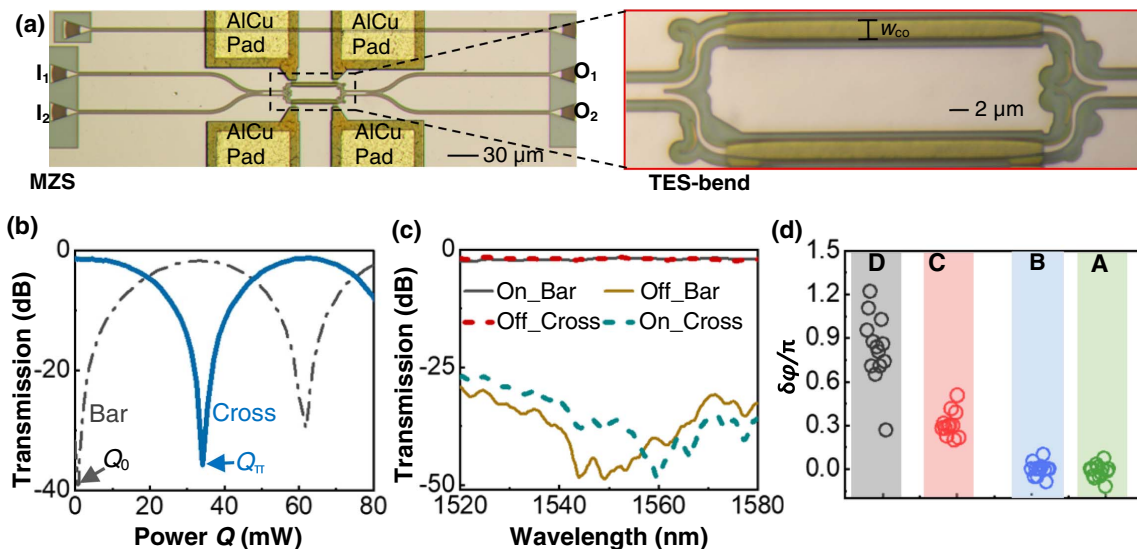 (a)
AlCu
Pad
AlCu
Pad
I1
I2
O1
O2
AlCu
Pad
AlCu
Pad
30 μm
MZS
wco
2 μm
TES-bend
(b)
Transmission (dB)
0
-20
-40
Bar
Cross
Q0
Qπ
0
20
40
60
80
Power Q (mW)
(c)
Transmission (dB)
0
-25
-50
On_Bar
Off_Bar
Off_Cross
On_Cross
1520
1540
1560
1580
Wavelength (nm)
(d)
δφ/π
1.5
1.2
0.9
0.6
0.3
0.0
D
C
B
A